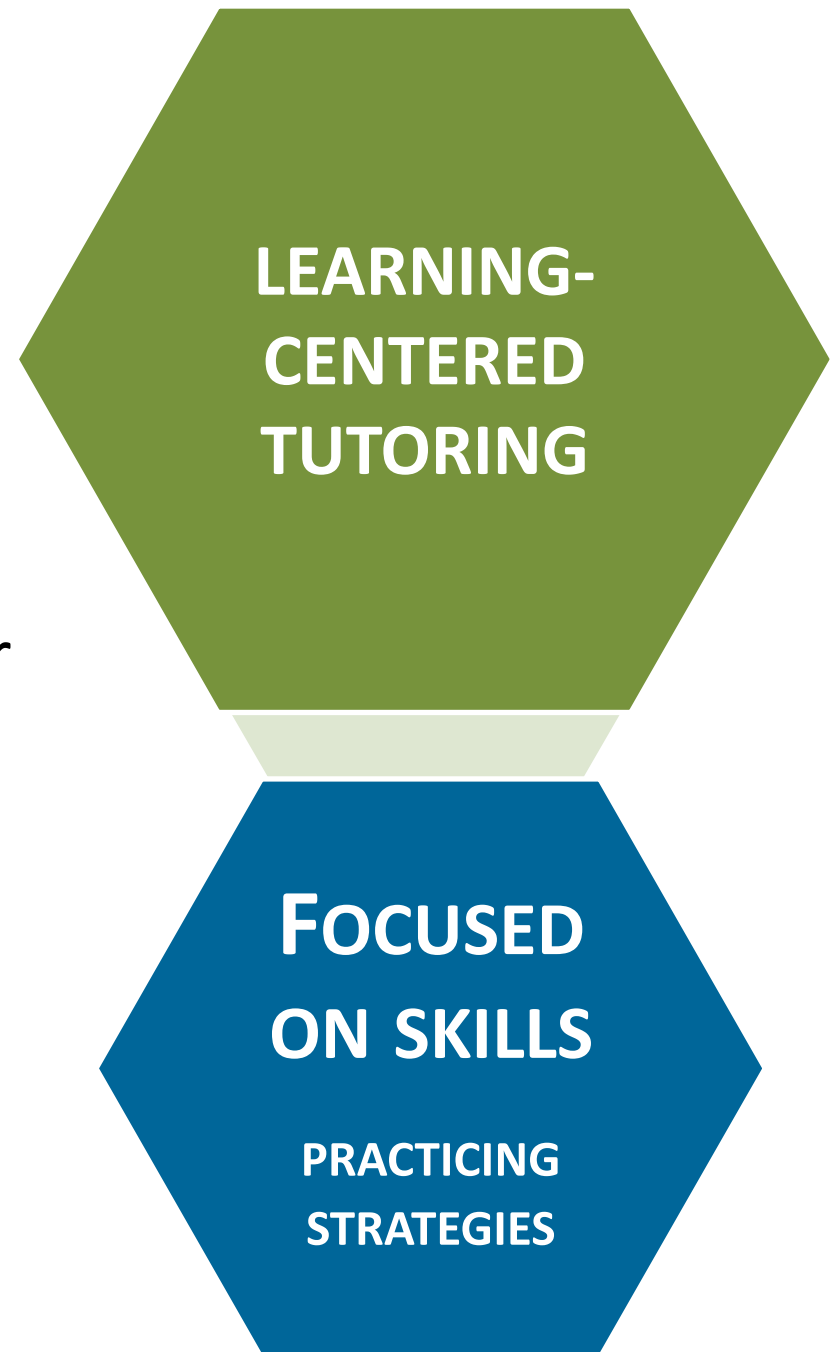 LEARNING-
CENTERED
TUTORING
r
FOCUSED
ON SKILLS
PRACTICING
STRATEGIES